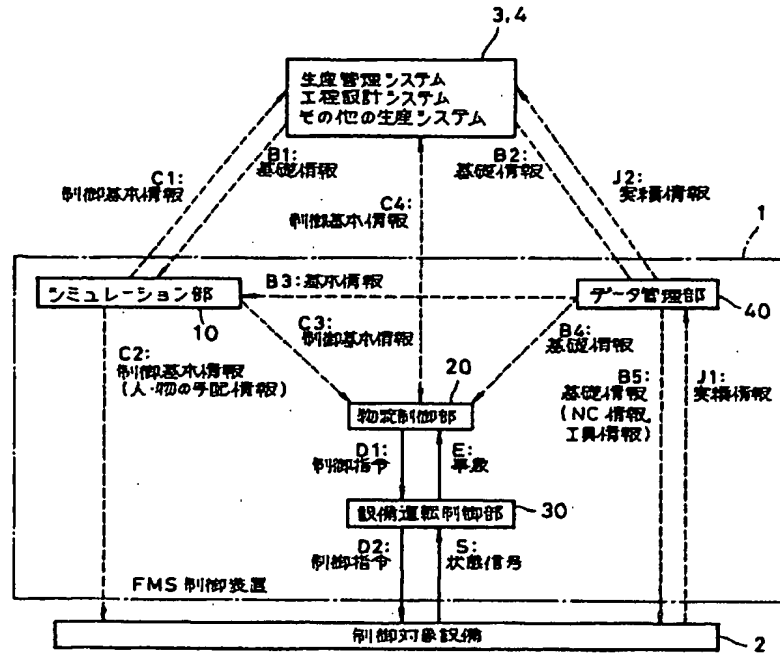 3,4
生産管理システム
工程設計システム
その他の生産システム
C1:
制御基本情報
B1:
基礎情報
C4:
制御基本情報
B2:
基礎情報
J2:
実績情報
1
シミュレーション部
10
B3:基本情報
データ管理部
40
C2:
制御基本情報
(人・物の手配情報)
C3:
制御基本情報
B4:
基礎情報
20
物流制御部
B5:
基礎情報
(NC情報,
工具情報)
J1:
実績情報
D1:
制御指令
E:
事象
設備運転制御部
30
D2:
制御指令
S:
状態信号
FMS制御装置
制御対象設備
2